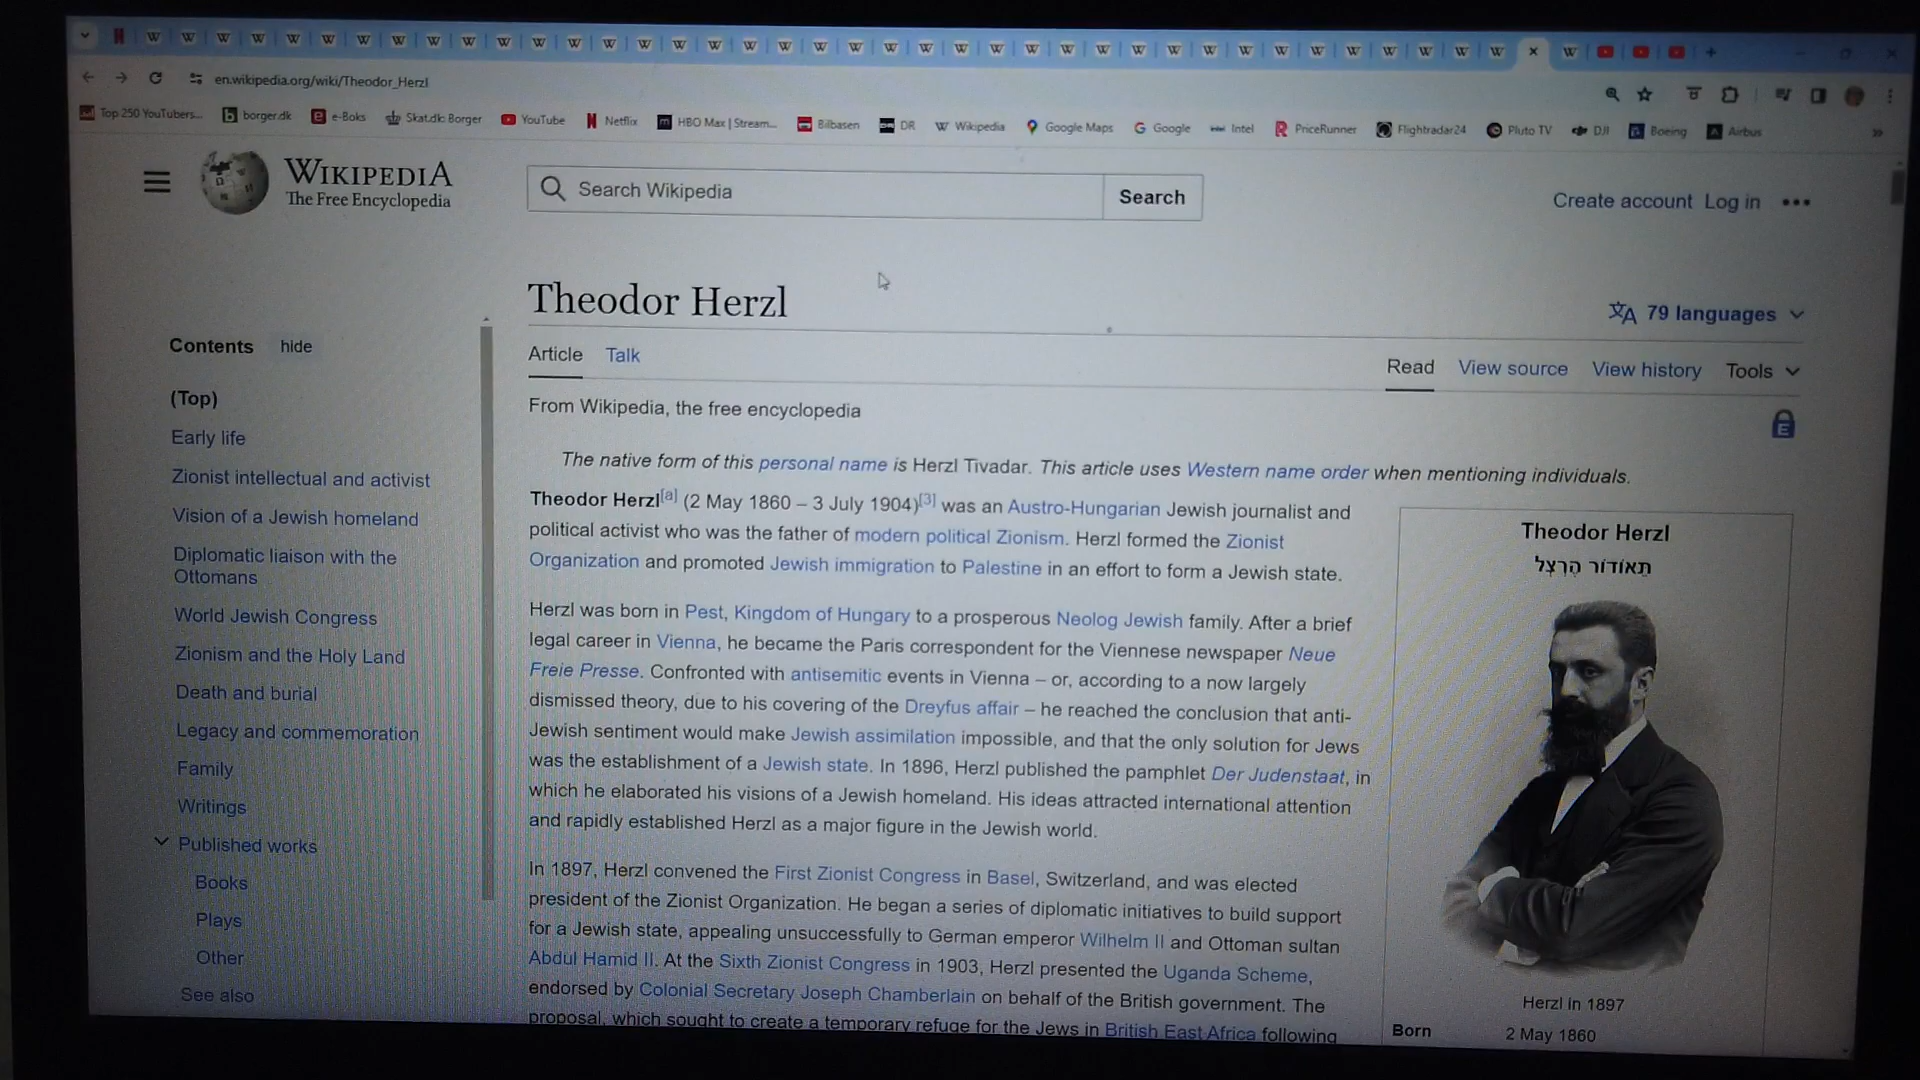 en.wikipedia.org/wiki/Theodor_Herzl
Top 250 YouTubers... borger.dk e-Boks Skat.dk: Borger YouTube Netflix HBO Max | Stream... Bilbasen DR Wikipedia Google Maps Google Intel PriceRunner Flightradar24 Pluto TV DJI Boeing Airbus
WIKIPEDIA
The Free Encyclopedia
Search Wikipedia
Search
Create account Log in
Theodor Herzl
79 languages
Contents hide
(Top)
Early life
Zionist intellectual and activist
Vision of a Jewish homeland
Diplomatic liaison with the
Ottomans
World Jewish Congress
Zionism and the Holy Land
Death and burial
Legacy and commemoration
Family
Writings
Published works
Books
Plays
Other
See also
Article Talk
Read View source View history Tools
From Wikipedia, the free encyclopedia
The native form of this personal name is Herzl Tivadar. This article uses Western name order when mentioning individuals.
Theodor Herzl[a] (2 May 1860 – 3 July 1904)[3] was an Austro-Hungarian Jewish journalist and
political activist who was the father of modern political Zionism. Herzl formed the Zionist
Organization and promoted Jewish immigration to Palestine in an effort to form a Jewish state.
Herzl was born in Pest, Kingdom of Hungary to a prosperous Neolog Jewish family. After a brief
legal career in Vienna, he became the Paris correspondent for the Viennese newspaper Neue
Freie Presse. Confronted with antisemitic events in Vienna – or, according to a now largely
dismissed theory, due to his covering of the Dreyfus affair – he reached the conclusion that anti-
Jewish sentiment would make Jewish assimilation impossible, and that the only solution for Jews
was the establishment of a Jewish state. In 1896, Herzl published the pamphlet Der Judenstaat, in
which he elaborated his visions of a Jewish homeland. His ideas attracted international attention
and rapidly established Herzl as a major figure in the Jewish world.
In 1897, Herzl convened the First Zionist Congress in Basel, Switzerland, and was elected
president of the Zionist Organization. He began a series of diplomatic initiatives to build support
for a Jewish state, appealing unsuccessfully to German emperor Wilhelm II and Ottoman sultan
Abdul Hamid II. At the Sixth Zionist Congress in 1903, Herzl presented the Uganda Scheme,
endorsed by Colonial Secretary Joseph Chamberlain on behalf of the British government. The
proposal, which sought to create a temporary refuge for the Jews in British East Africa following
Theodor Herzl
תֵאוֹדוֹר הֶרְצְל
Herzl in 1897
Born 2 May 1860